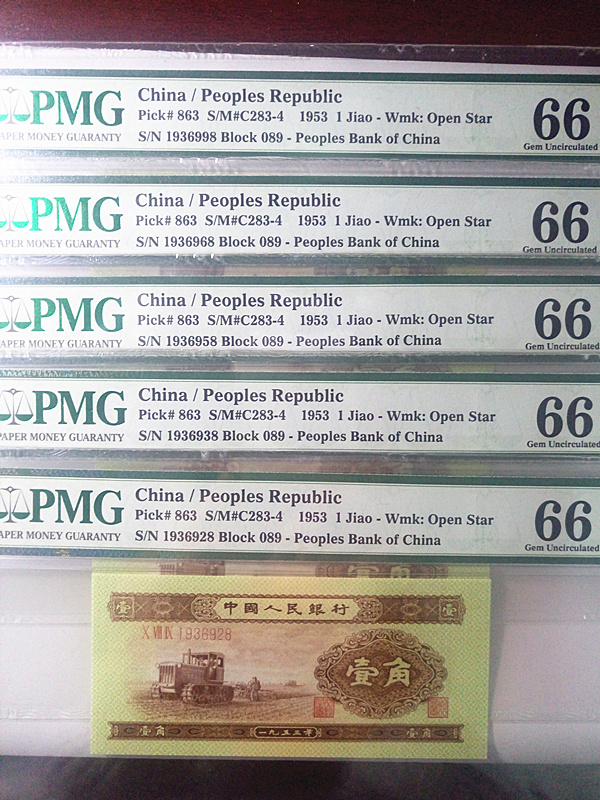 PMG
PAPER MONEY GUARANTY
China / Peoples Republic
Pick# 863 S/M#C283-4 1953 1 Jiao - Wmk: Open Star
S/N 1936998 Block 089 - Peoples Bank of China
66
Gem Uncirculated
PMG
PAPER MONEY GUARANTY
China / Peoples Republic
Pick# 863 S/M#C283-4 1953 1 Jiao - Wmk: Open Star
S/N 1936968 Block 089 - Peoples Bank of China
66
Gem Uncirculated
PMG
PAPER MONEY GUARANTY
China / Peoples Republic
Pick# 863 S/M#C283-4 1953 1 Jiao - Wmk: Open Star
S/N 1936958 Block 089 - Peoples Bank of China
66
Gem Uncirculated
PMG
PAPER MONEY GUARANTY
China / Peoples Republic
Pick# 863 S/M#C283-4 1953 1 Jiao - Wmk: Open Star
S/N 1936938 Block 089 - Peoples Bank of China
66
Gem Uncirculated
PMG
PAPER MONEY GUARANTY
China / Peoples Republic
Pick# 863 S/M#C283-4 1953 1 Jiao - Wmk: Open Star
S/N 1936928 Block 089 - Peoples Bank of China
66
Gem Uncirculated
壹 中國人民銀行 壹
X VIII IX 1936928
壹角
壹角 一九五三年 壹角